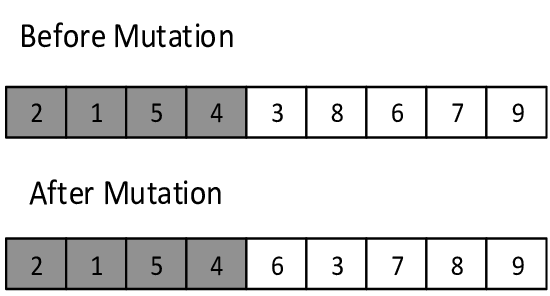 Before Mutation
2 1 5 4 3 8 6 7 9
After Mutation
2 1 5 4 6 3 7 8 9